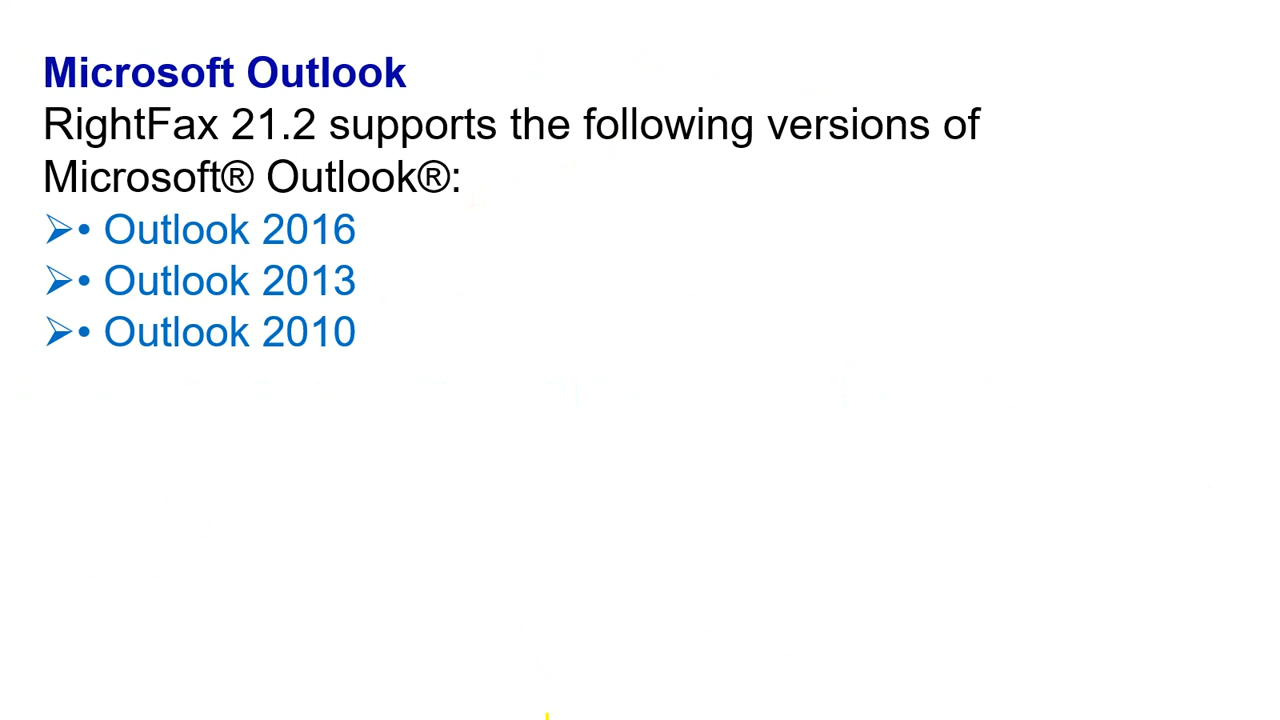 Microsoft Outlook
RightFax 21.2 supports the following versions of
Microsoft® Outlook®:
➢• Outlook 2016
➢• Outlook 2013
➢• Outlook 2010